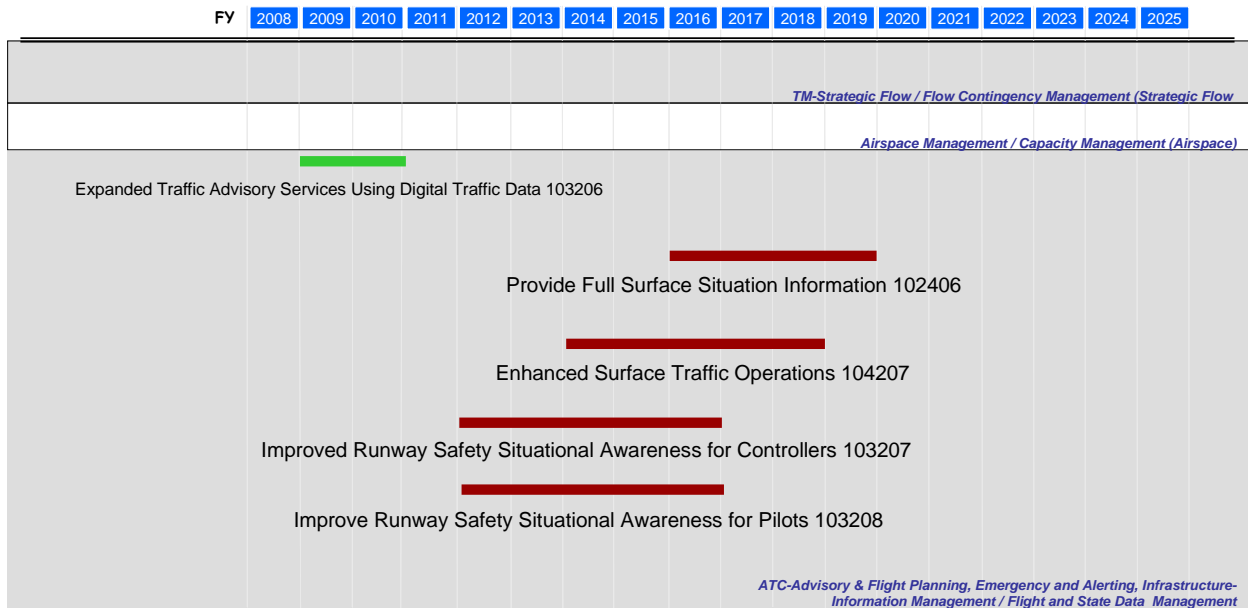 FY 2008 2009 2010 2011 2012 2013 2014 2015 2016 2017 2018 2019 2020 2021 2022 2023 2024 2025
TM-Strategic Flow / Flow Contingency Management (Strategic Flow
Airspace Management / Capacity Management (Airspace)
Expanded Traffic Advisory Services Using Digital Traffic Data 103206
Provide Full Surface Situation Information 102406
Enhanced Surface Traffic Operations 104207
Improved Runway Safety Situational Awareness for Controllers 103207
Improve Runway Safety Situational Awareness for Pilots 103208
ATC-Advisory & Flight Planning, Emergency and Alerting, Infrastructure-
Information Management / Flight and State Data Management